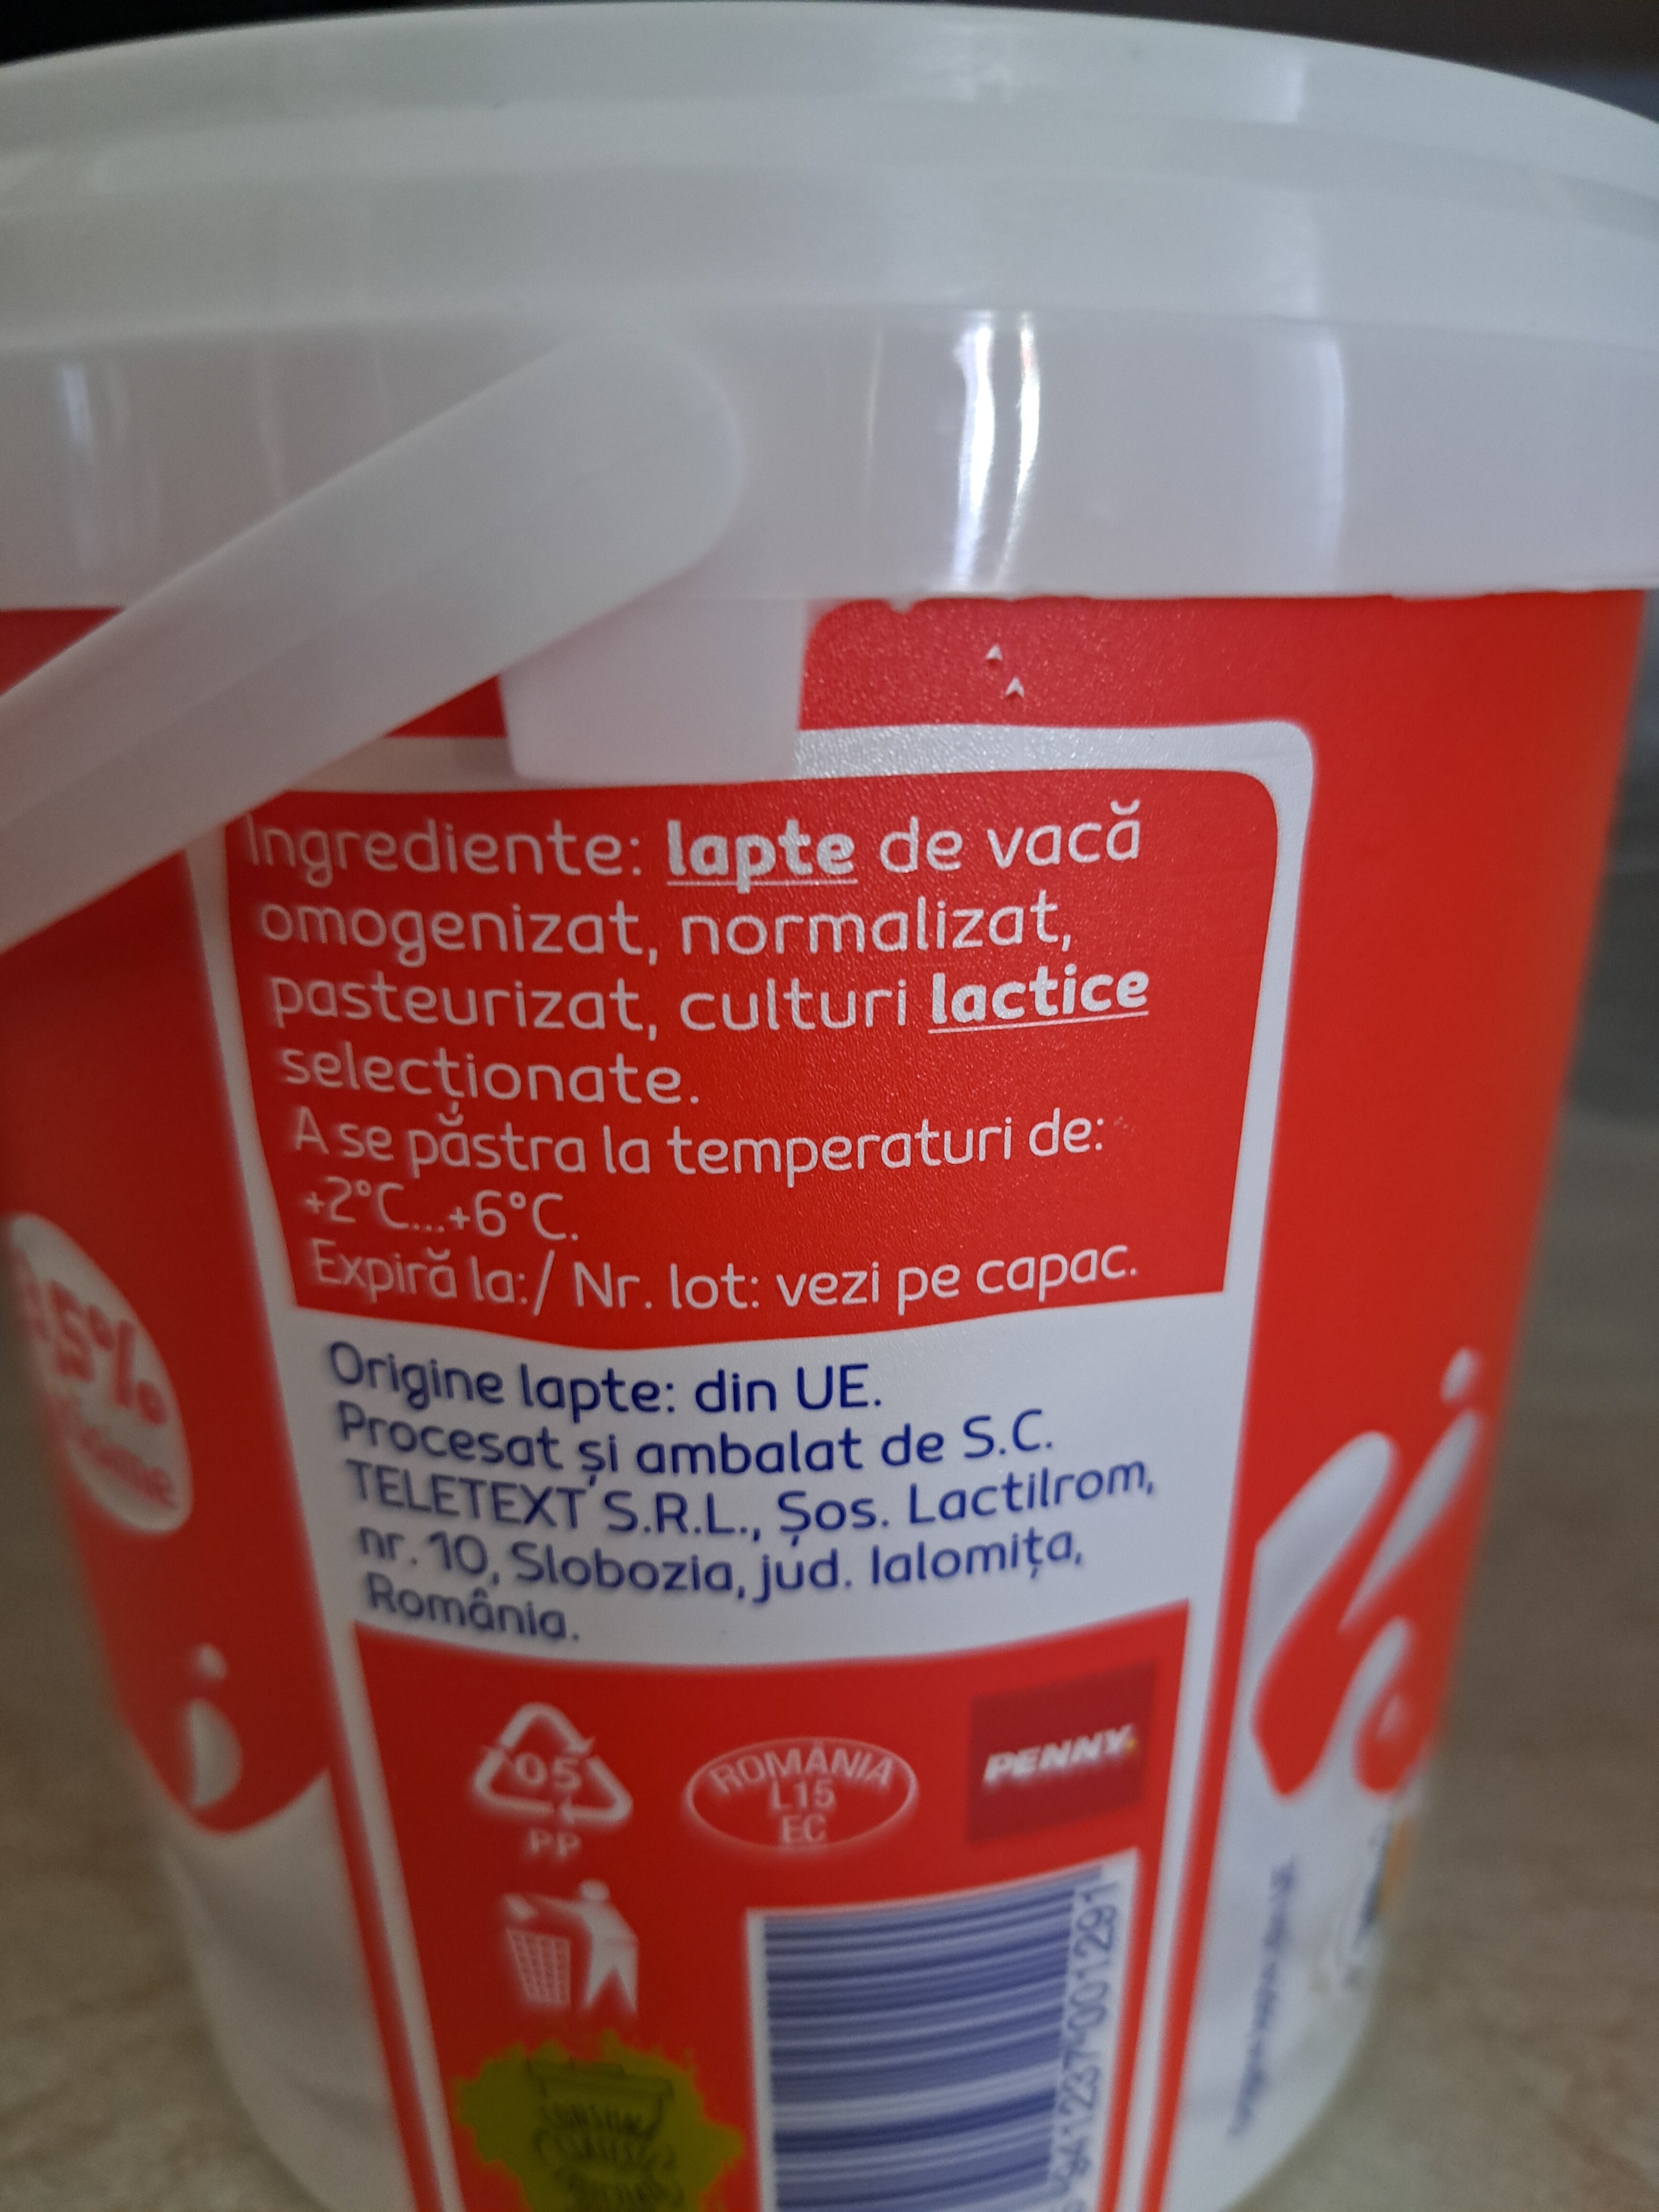 Ingrediente: lapte de vacă
omogenizat, normalizat,
pasteurizat, culturi lactice
selecționate.
A se păstra la temperaturi de:
+2°C...+6°C.
Expiră la:/ Nr. lot: vezi pe capac.
5%
Origine lapte: din UE.
Procesat și ambalat de S.C.
TELETEXT S.R.L., Șos. Lactilrom,
nr. 10, Slobozia, jud. Ialomița,
România.
05
PP
ROMÂNIA
L15
EC
PENNY.